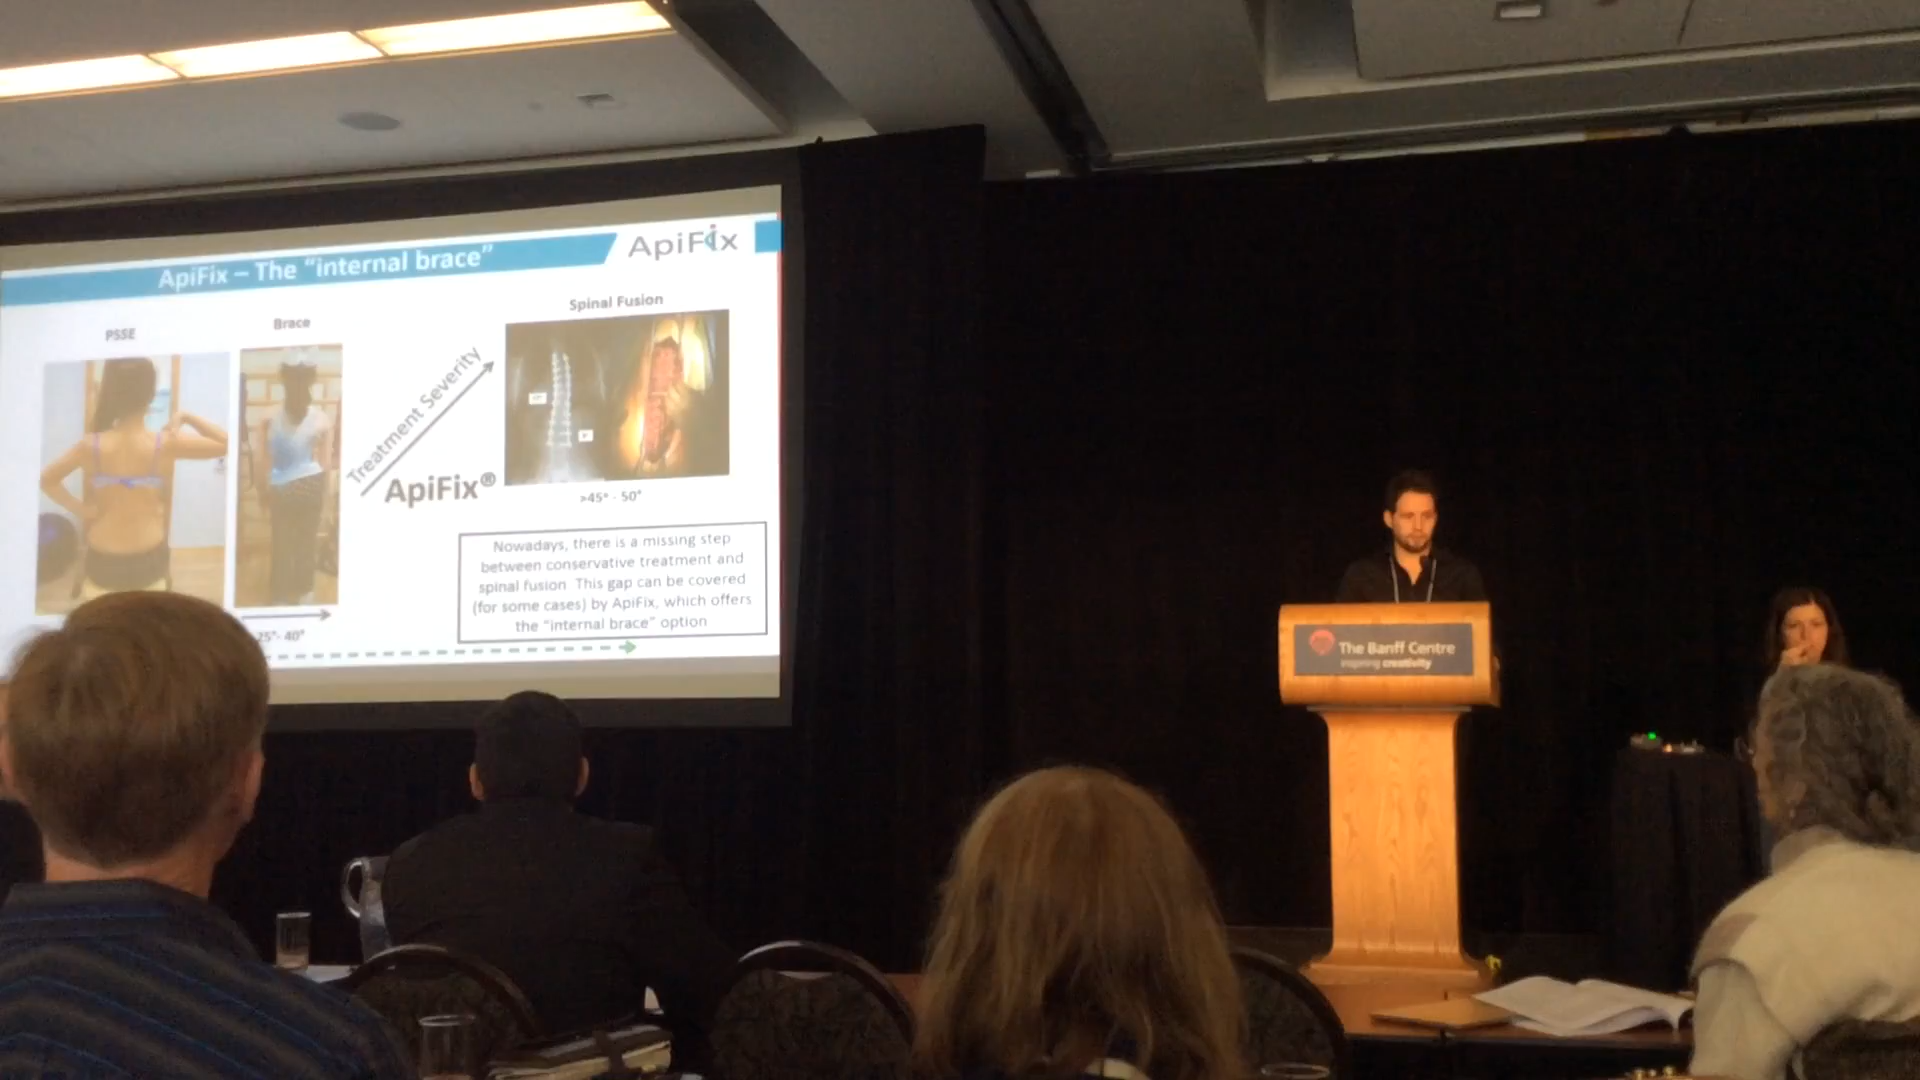 ApiFix – The "internal brace"
ApiFix
PSSE
Brace
Spinal Fusion
Treatment Severity
ApiFix®
>45° - 50°
25°- 40°
Nowadays, there is a missing step
between conservative treatment and
spinal fusion This gap can be covered
(for some cases) by ApiFix, which offers
the "internal brace" option
The Banff Centre
inspiring creativity